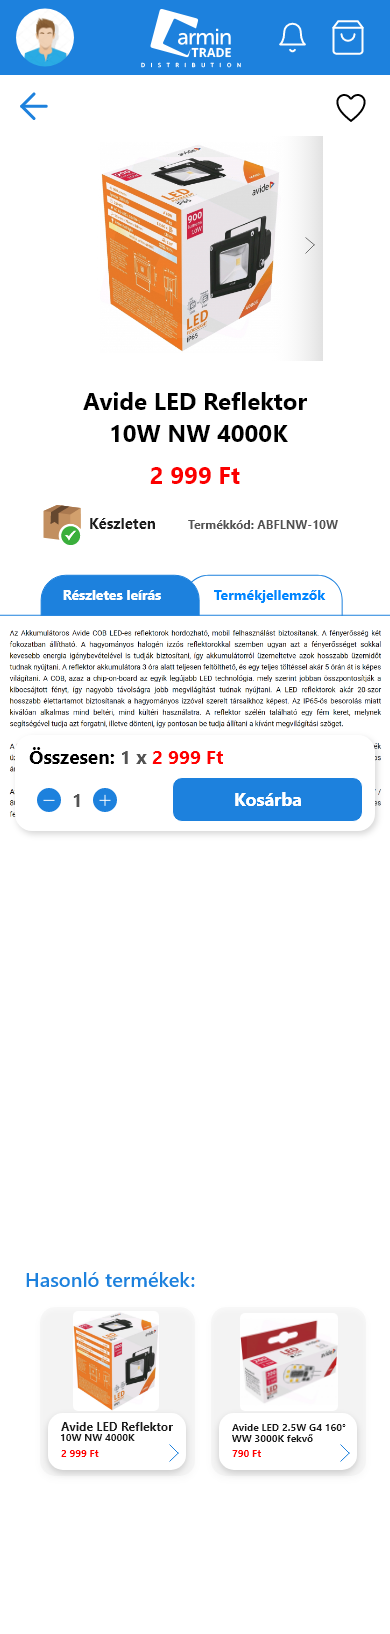 armin
TRADE
DISTRIBUTION
avide
900
LED
IP65
Avide LED Reflektor
10W NW 4000K
2 999 Ft
Készleten
Termékkód: ABFLNW-10W
Részletes leírás
Termékjellemzők
Az Akkumulátoros Avide COB LED-es reflektorok hordozható, mobil felhasználást biztosítanak. A fényerősség két
fokozatban állítható. A hagyományos halogén izzós reflektorokkal szemben ugyan azt a fényerősséget sokkal
kevesebb energia igénybevételével is tudják biztosítani, így akkumulátorról üzemeltetve azok hosszabb üzemidőt
tudnak nyújtani. A reflektor akkumulátora 3 óra alatt teljesen feltölthető, és egy teljes töltéssel akár 5 órán át is képes
világítani. A COB, azaz a chip-on-board az egyik legújabb LED technológia. mely szerint jobban összpontosítják a
kibocsájtott fényt, így nagyobb távolságra jobb megvilágítást tudnak nyújtani. A LED reflektorok akár 20-szor
hosszabb élettartamot biztosítanak a hagyományos izzóval szerelt társaikhoz képest. Az IP65-ös besorolás miatt
kiválóan alkalmas mind beltéri, mind kültéri használatra. A reflektor szélén található egy fém keret, melynek
segítségével tudja azt forgatni, illetve dönteni, így pontosan be tudja állítani a kívánt megvilágítási szöget.
Összesen: 1 x 2 999 Ft
1
Kosárba
Hasonló termékek:
Avide LED Reflektor
10W NW 4000K
2 999 Ft
Avide LED 2.5W G4 160°
WW 3000K fekvő
790 Ft